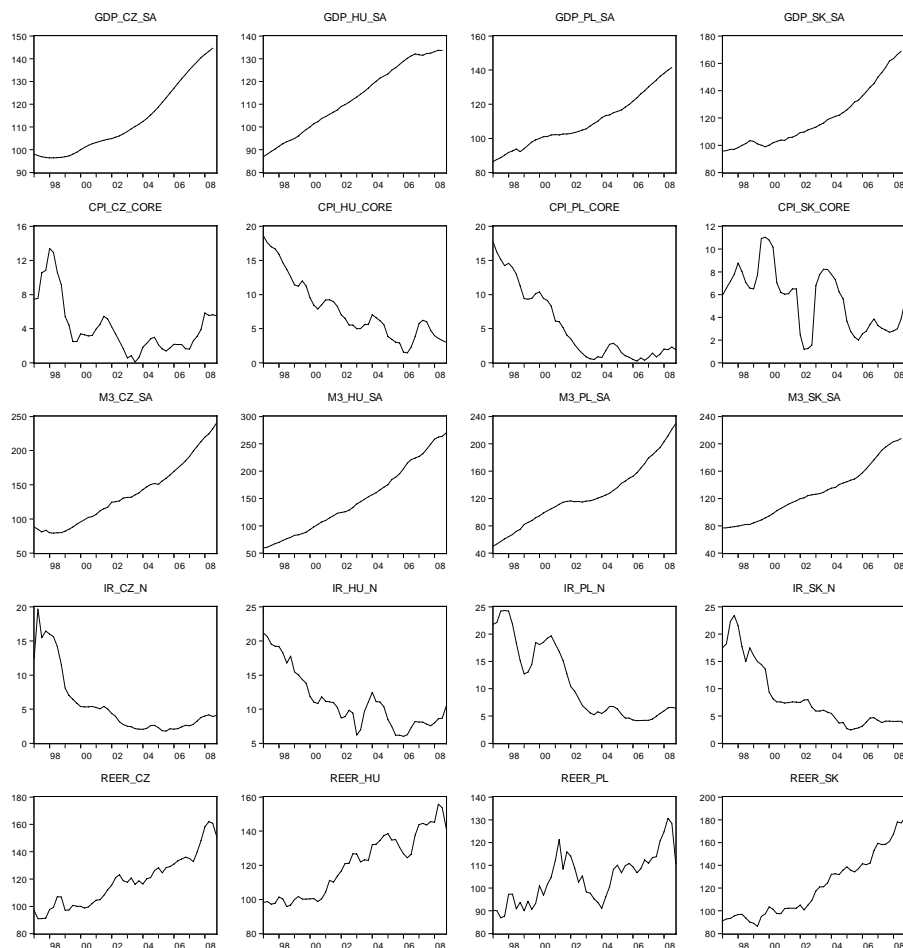 GDP_CZ_SA
150
140
130
120
110
100
90
98 00 02 04 06 08
GDP_HU_SA
140
130
120
110
100
90
80
98 00 02 04 06 08
GDP_PL_SA
160
140
120
100
80
98 00 02 04 06 08
GDP_SK_SA
180
160
140
120
100
80
98 00 02 04 06 08
CPI_CZ_CORE
16
12
8
4
0
98 00 02 04 06 08
CPI_HU_CORE
20
15
10
5
0
98 00 02 04 06 08
CPI_PL_CORE
20
15
10
5
0
98 00 02 04 06 08
CPI_SK_CORE
12
10
8
6
4
2
0
98 00 02 04 06 08
M3_CZ_SA
250
200
150
100
50
98 00 02 04 06 08
M3_HU_SA
300
250
200
150
100
50
98 00 02 04 06 08
M3_PL_SA
240
200
160
120
80
40
98 00 02 04 06 08
M3_SK_SA
240
200
160
120
80
40
98 00 02 04 06 08
IR_CZ_N
20
15
10
5
0
98 00 02 04 06 08
IR_HU_N
25
20
15
10
5
98 00 02 04 06 08
IR_PL_N
25
20
15
10
5
0
98 00 02 04 06 08
IR_SK_N
25
20
15
10
5
0
98 00 02 04 06 08
REER_CZ
180
160
140
120
100
80
98 00 02 04 06 08
REER_HU
160
140
120
100
80
98 00 02 04 06 08
REER_PL
140
130
120
110
100
90
80
98 00 02 04 06 08
REER_SK
200
180
160
140
120
100
80
98 00 02 04 06 08